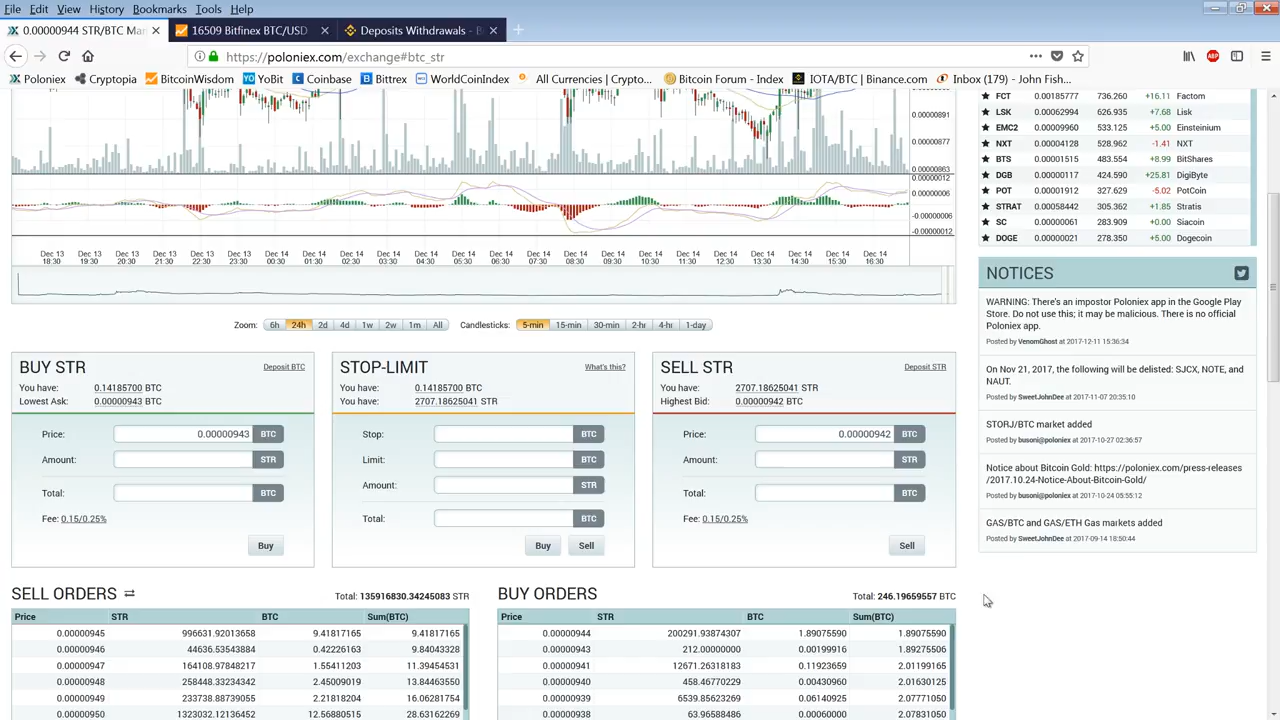 File Edit View History Bookmarks Tools Help
0.00000944 STR/BTC Mar
16509 Bitfinex BTC/USD
Deposits Withdrawals - B
https://poloniex.com/exchange#btc_str
Poloniex Cryptopia BitcoinWisdom YoBit Coinbase Bittrex WorldCoinIndex All Currencies | Crypto... Bitcoin Forum - Index IOTA/BTC | Binance.com Inbox (179) - John Fish...
0.00000891
0.00000877
0.00000863
0.00000012
0.00000006
-0.00000006
-0.00000012
Dec 13 18:30
Dec 13 19:30
Dec 13 20:30
Dec 13 21:30
Dec 13 22:30
Dec 13 23:30
Dec 14 00:30
Dec 14 01:30
Dec 14 02:30
Dec 14 03:30
Dec 14 04:30
Dec 14 05:30
Dec 14 06:30
Dec 14 07:30
Dec 14 08:30
Dec 14 09:30
Dec 14 10:30
Dec 14 11:30
Dec 14 12:30
Dec 14 13:30
Dec 14 14:30
Dec 14 15:30
Dec 14 16:30
Zoom: 6h 24h 2d 4d 1w 2w 1m All Candlesticks: 5-min 15-min 30-min 2-hr 4-hr 1-day
BUY STR Deposit BTC
You have: 0.14185700 BTC
Lowest Ask: 0.00000943 BTC
Price: 0.00000943 BTC
Amount: STR
Total: BTC
Fee: 0.15/0.25%
Buy
STOP-LIMIT What's this?
You have: 0.14185700 BTC
You have: 2707.18625041 STR
Stop: BTC
Limit: BTC
Amount: STR
Total: BTC
Buy Sell
SELL STR Deposit STR
You have: 2707.18625041 STR
Highest Bid: 0.00000942 BTC
Price: 0.00000942 BTC
Amount: STR
Total: BTC
Fee: 0.15/0.25%
Sell
SELL ORDERS Total: 135916830.34245083 STR
Price STR BTC Sum(BTC)
0.00000945 996631.92013658 9.41817165 9.41817165
0.00000946 44636.53543884 0.42226163 9.84043328
0.00000947 164108.97848217 1.55411203 11.39454531
0.00000948 258448.33234342 2.45009019 13.84463550
0.00000949 233738.88739055 2.21818204 16.06281754
0.00000950 1323032.12136452 12.56880515 28.63162269
BUY ORDERS Total: 246.19659557 BTC
Price STR BTC Sum(BTC)
0.00000944 200291.93874307 1.89075590 1.89075590
0.00000943 212.00000000 0.00199916 1.89275506
0.00000941 12671.26318183 0.11923659 2.01199165
0.00000940 458.46770229 0.00430960 2.01630125
0.00000939 6539.85623269 0.06140925 2.07771050
0.00000938 63.96588486 0.00060000 2.07831050
FCT 0.00185777 736.260 +16.11 Factom
LSK 0.00062994 626.935 +7.68 Lisk
EMC2 0.00009960 533.125 +5.00 Einsteinium
NXT 0.00004128 528.962 -1.41 NXT
BTS 0.00001515 483.554 +8.99 BitShares
DGB 0.00000117 424.590 +25.81 DigiByte
POT 0.00001912 327.629 -5.02 PotCoin
STRAT 0.00058442 305.362 +1.85 Stratis
SC 0.00000061 283.909 +0.00 Siacoin
DOGE 0.00000021 278.350 +5.00 Dogecoin
NOTICES
WARNING: There's an impostor Poloniex app in the Google Play
Store. Do not use this; it may be malicious. There is no official
Poloniex app.
Posted by VenomGhost at 2017-12-11 15:36:34
On Nov 21, 2017, the following will be delisted: SJCX, NOTE, and
NAUT.
Posted by SweetJohnDee at 2017-11-07 20:35:10
STORJ/BTC market added
Posted by busoni@poloniex at 2017-10-27 02:36:57
Notice about Bitcoin Gold: https://poloniex.com/press-releases
/2017.10.24-Notice-About-Bitcoin-Gold/
Posted by busoni@poloniex at 2017-10-24 05:55:12
GAS/BTC and GAS/ETH Gas markets added
Posted by SweetJohnDee at 2017-09-14 18:50:44